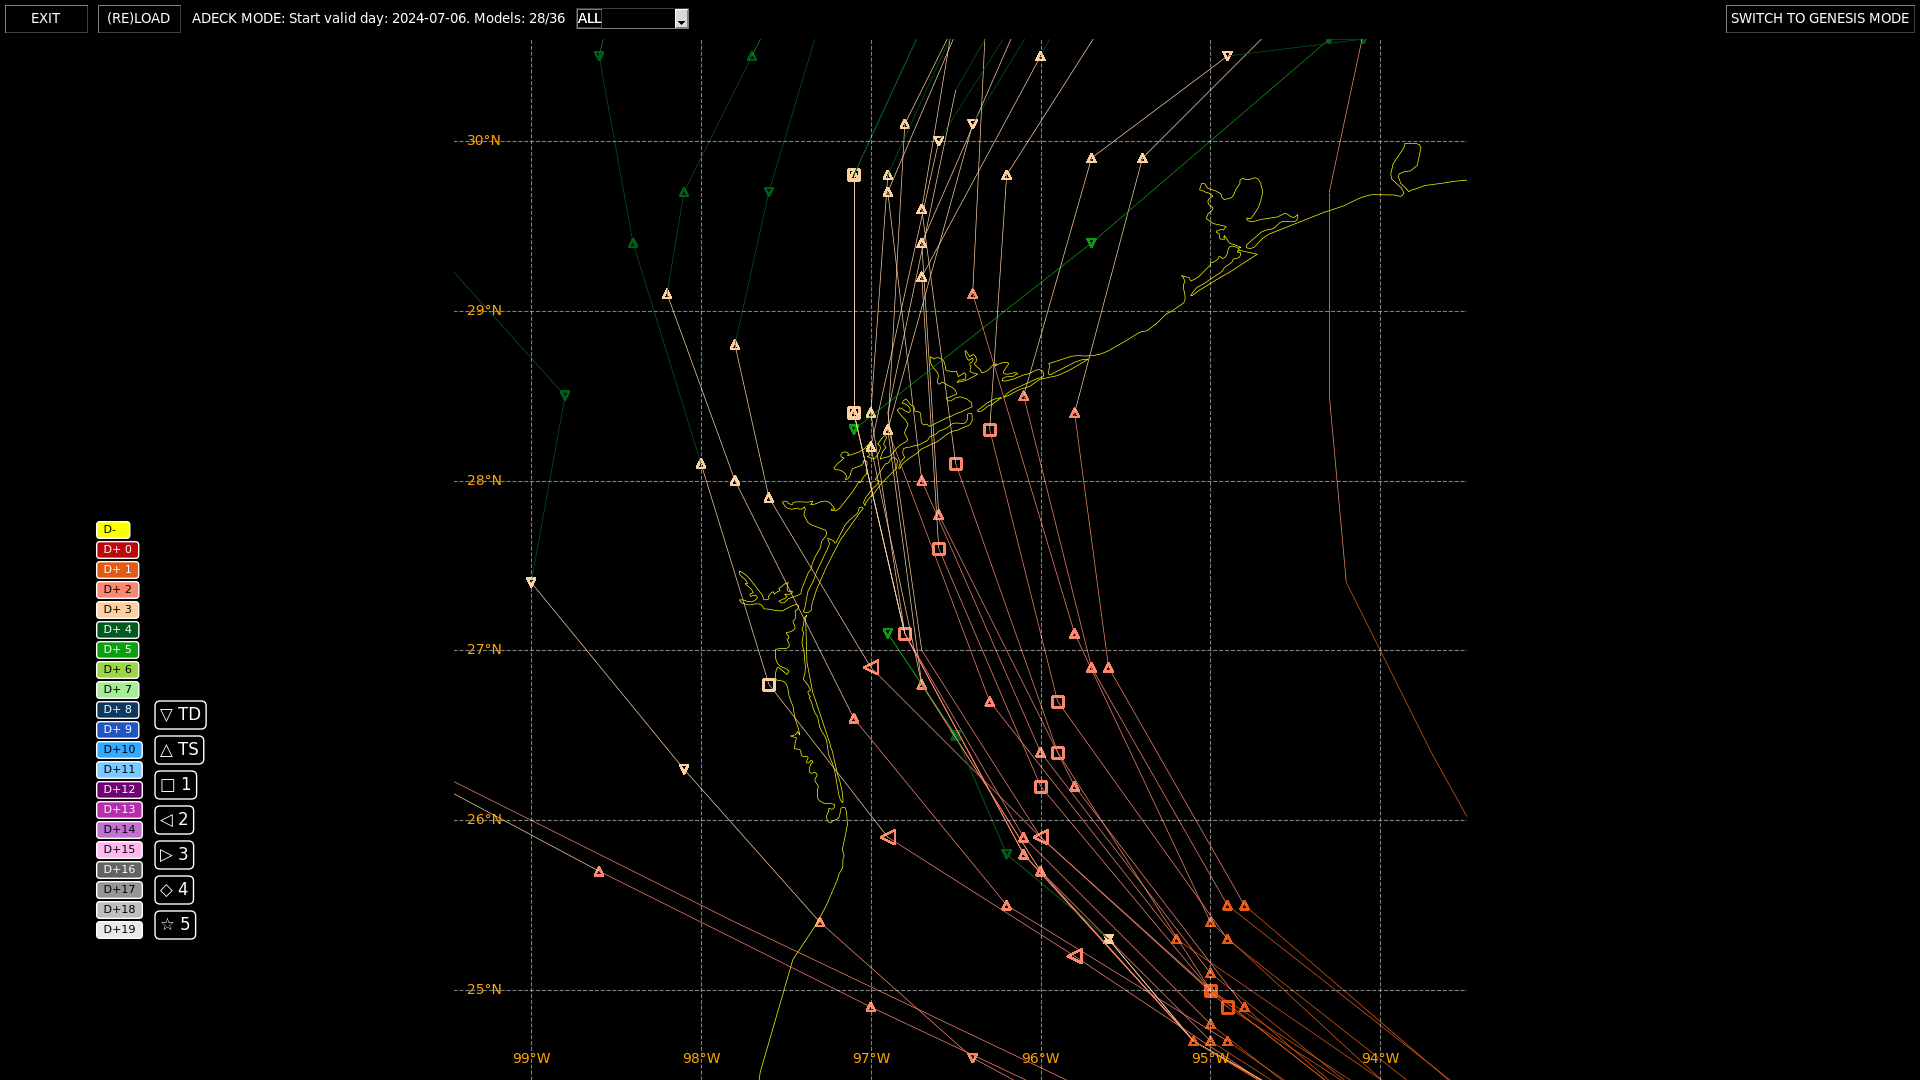 EXIT (RE)LOAD ADECK MODE: Start valid day: 2024-07-06. Models: 28/36 ALL SWITCH TO GENESIS MODE
30°N
29°N
28°N
27°N
26°N
25°N
99°W 98°W 97°W 96°W 95°W 94°W
D-
D+ 0
D+ 1
D+ 2
D+ 3
D+ 4
D+ 5
D+ 6
D+ 7
D+ 8
D+ 9
D+10
D+11
D+12
D+13
D+14
D+15
D+16
D+17
D+18
D+19
▽ TD
△ TS
□ 1
◁ 2
▷ 3
◇ 4
☆ 5